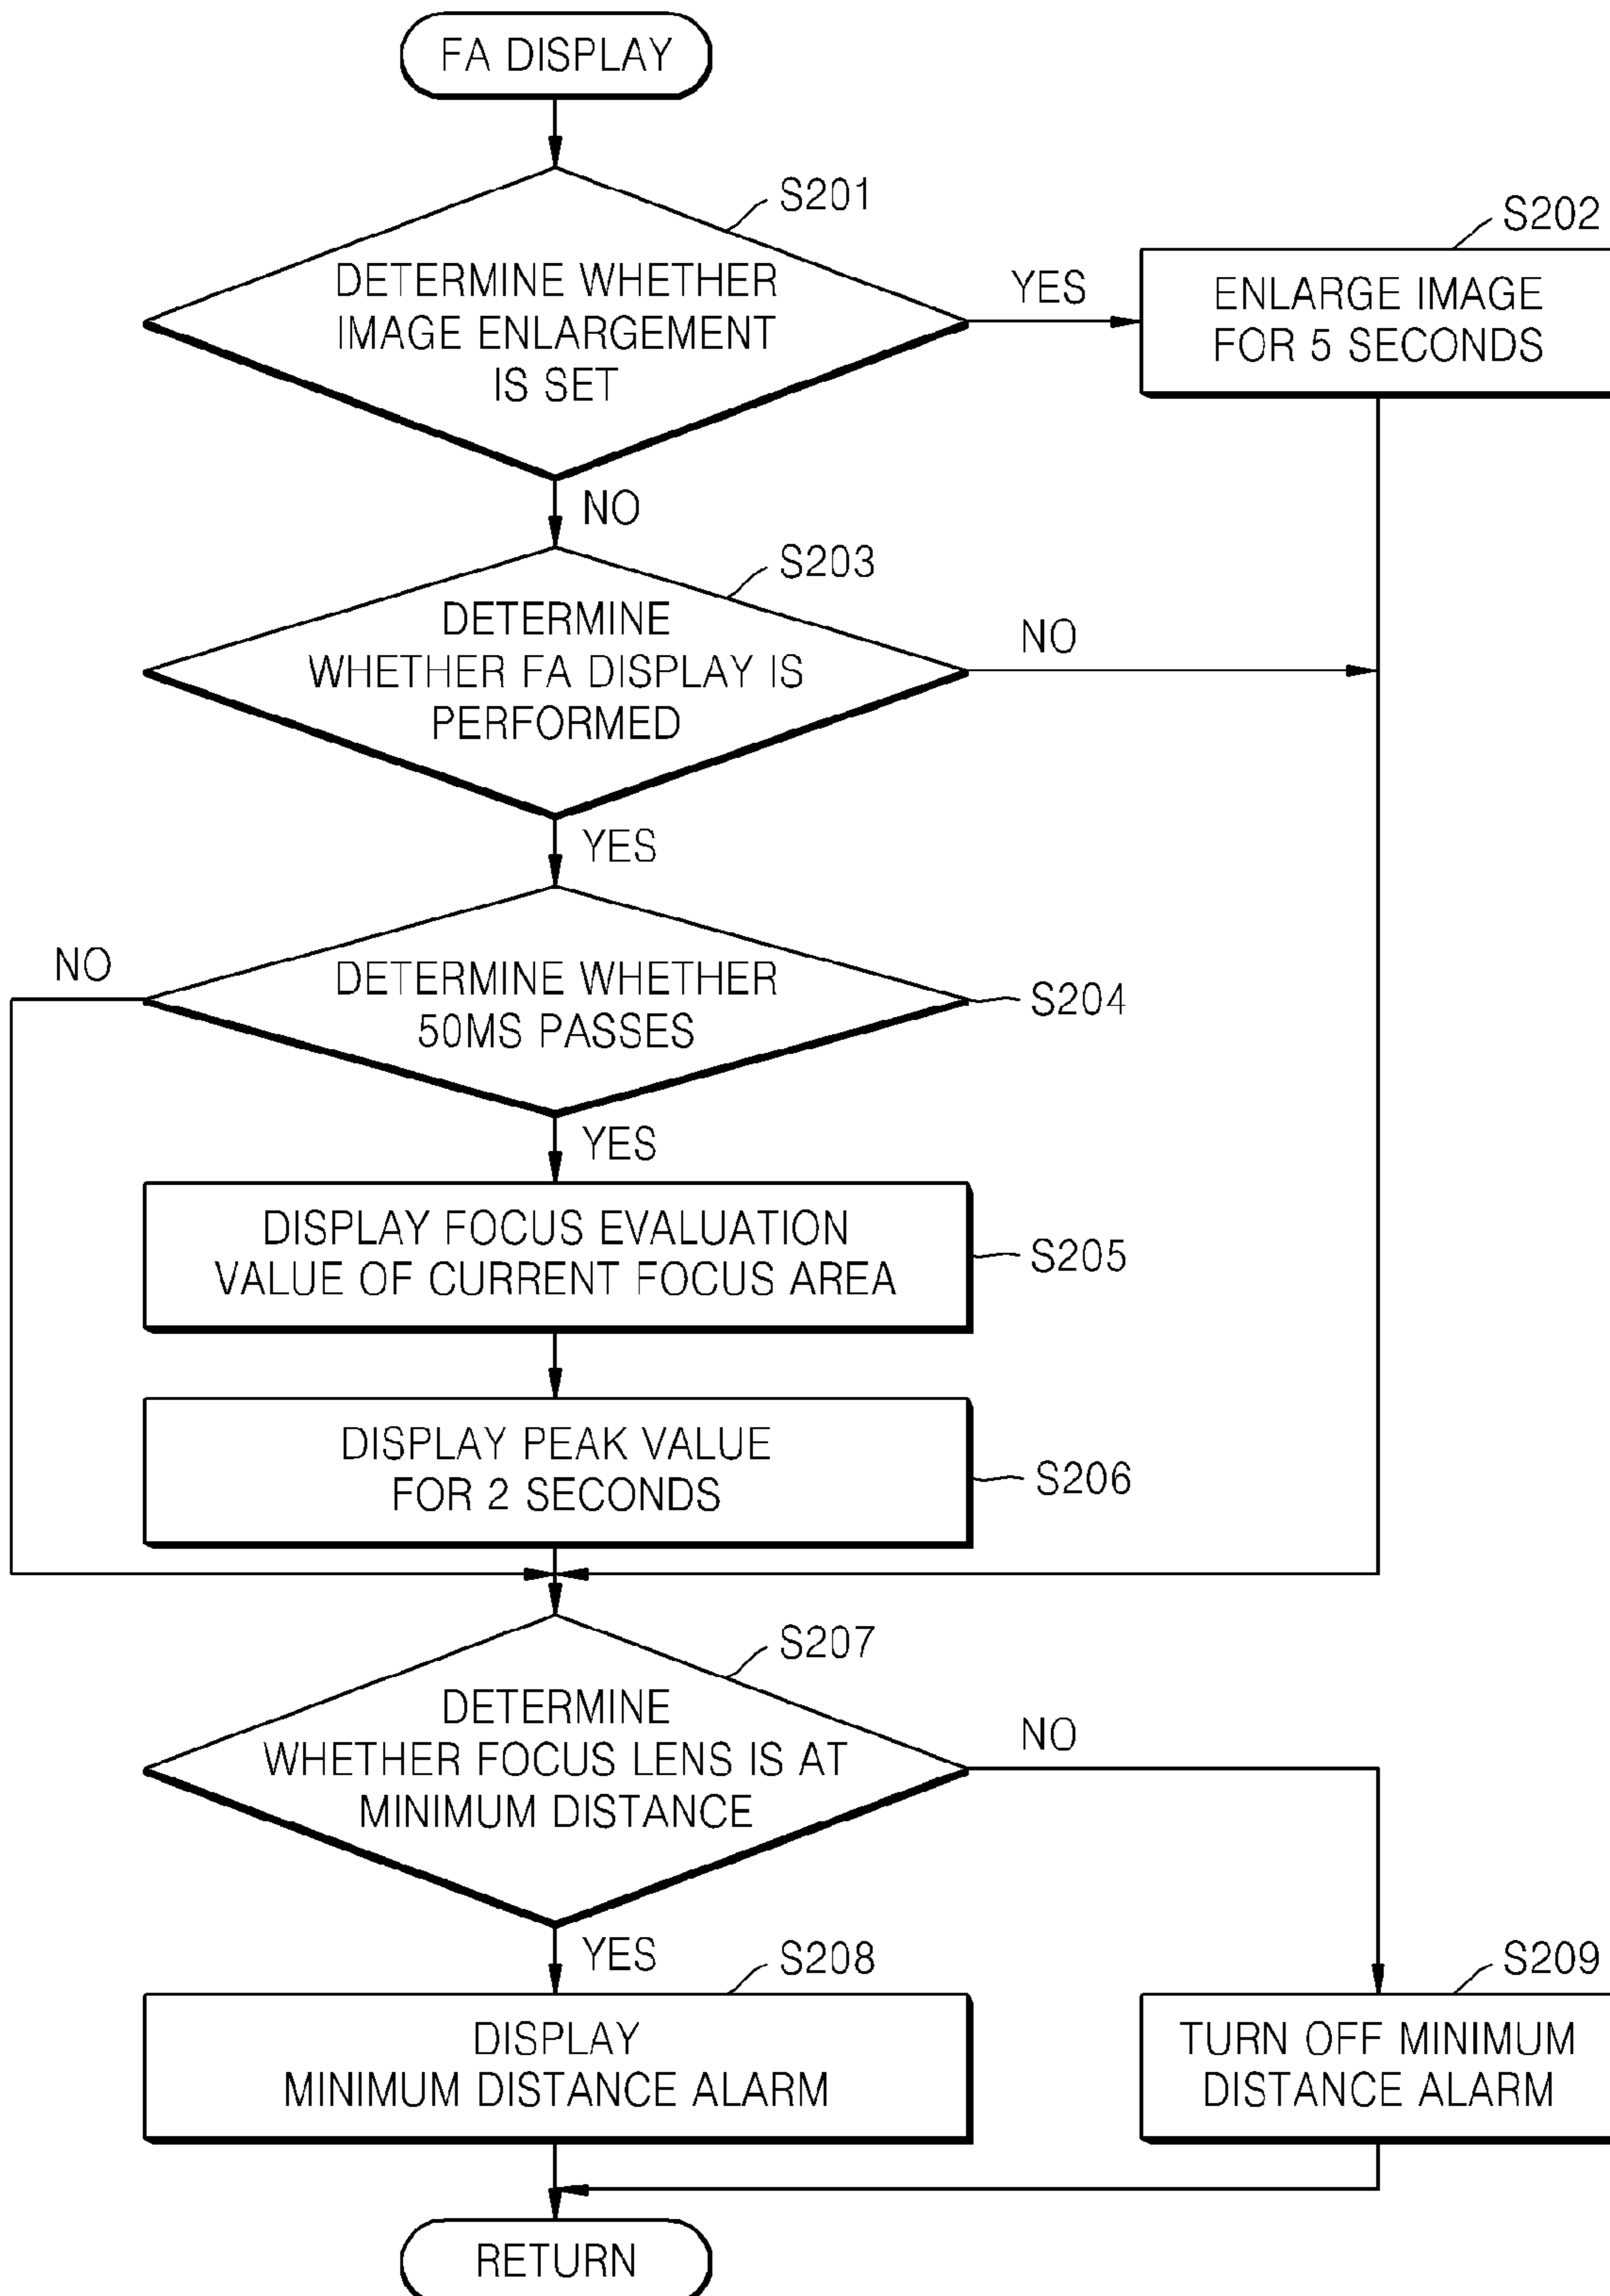 FA DISPLAY
S201
DETERMINE WHETHER
IMAGE ENLARGEMENT
IS SET
YES
S202
ENLARGE IMAGE
FOR 5 SECONDS
NO
S203
DETERMINE
WHETHER FA DISPLAY IS
PERFORMED
NO
YES
NO
DETERMINE WHETHER
50MS PASSES
S204
YES
DISPLAY FOCUS EVALUATION
VALUE OF CURRENT FOCUS AREA
S205
DISPLAY PEAK VALUE
FOR 2 SECONDS
S206
S207
DETERMINE
WHETHER FOCUS LENS IS AT
MINIMUM DISTANCE
NO
YES
S208
DISPLAY
MINIMUM DISTANCE ALARM
S209
TURN OFF MINIMUM
DISTANCE ALARM
RETURN